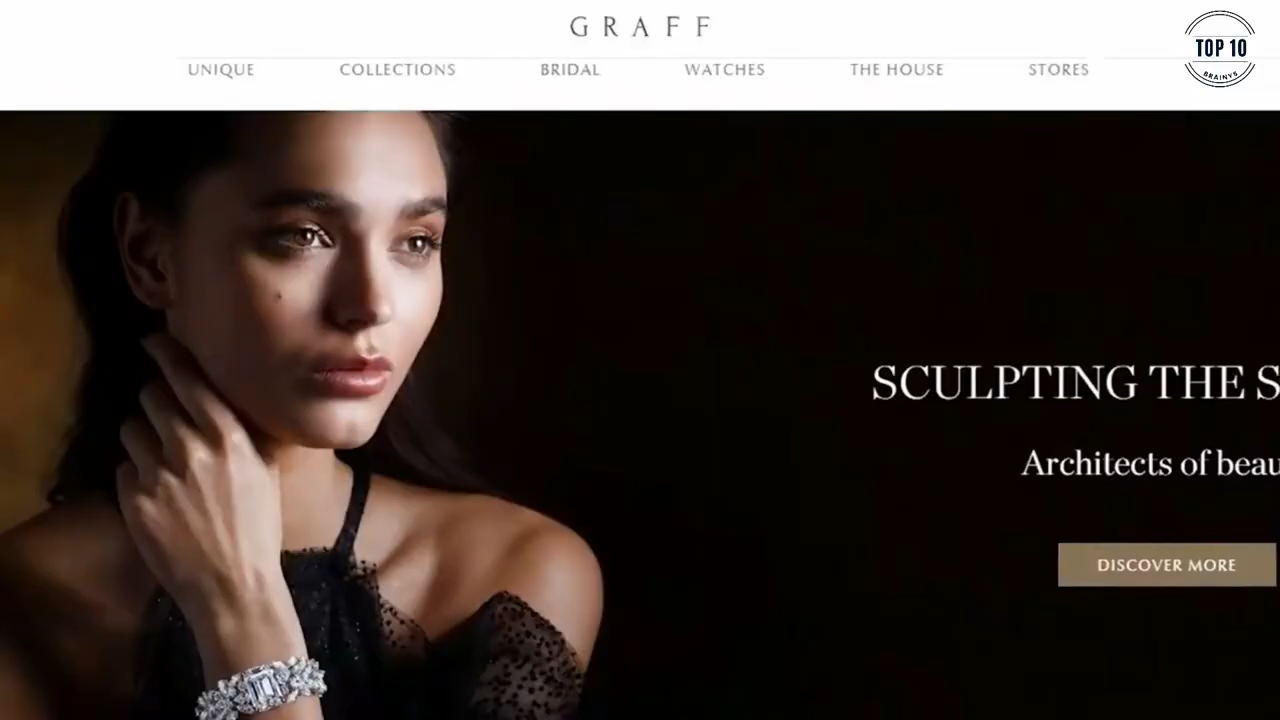 GRAFF
UNIQUE COLLECTIONS BRIDAL WATCHES THE HOUSE STORES
TOP 10
BRAINYS
SCULPTING THE S
Architects of beau
DISCOVER MORE